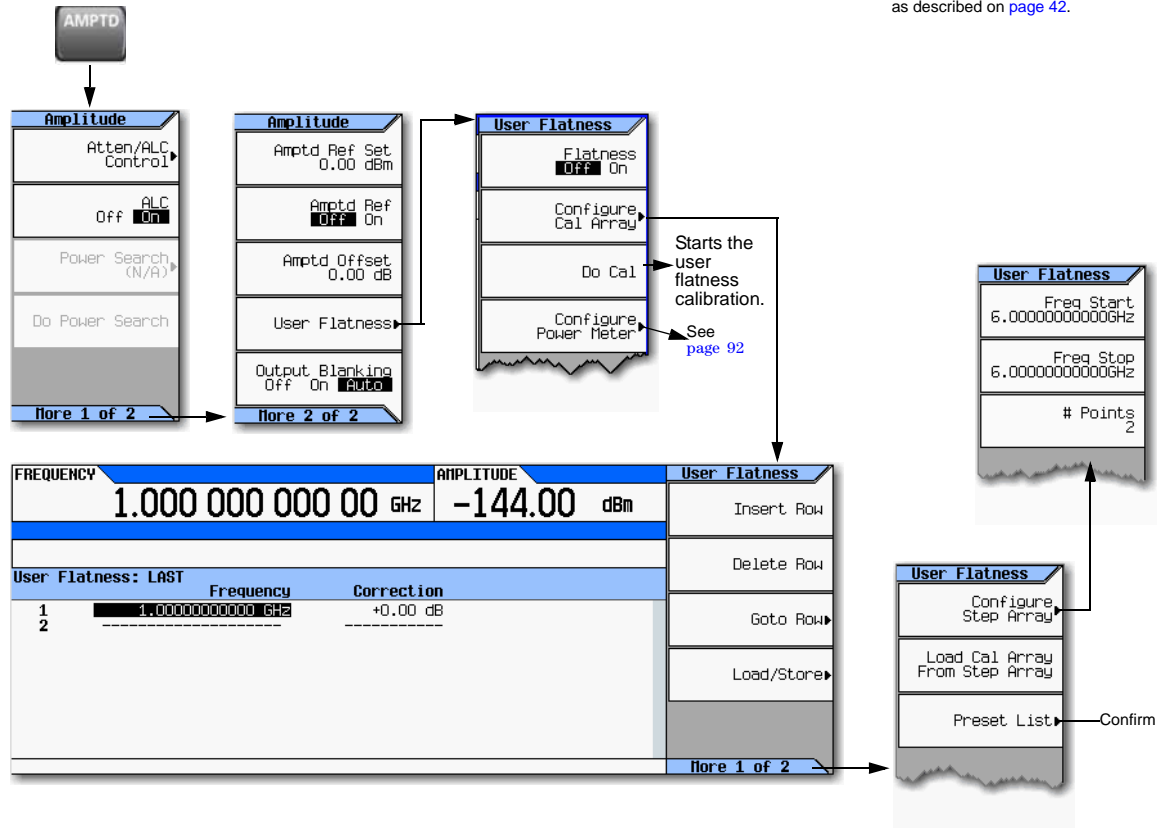 as described on page 42.
AMPTD
Amplitude
Atten/ALC
Control
ALC
Off On
Power Search
(N/A)
Do Power Search
More 1 of 2
Amplitude
Amptd Ref Set
0.00 dBm
Amptd Ref
Off On
Amptd Offset
0.00 dB
User Flatness
Output Blanking
Off On Auto
More 2 of 2
User Flatness
Flatness
Off On
Configure
Cal Array
Do Cal
Configure
Power Meter
Starts the
user
flatness
calibration.
See
page 92
User Flatness
Freq Start
6.00000000000GHz
Freq Stop
6.00000000000GHz
# Points
2
FREQUENCY
1.000 000 000 00 GHz
AMPLITUDE
-144.00 dBm
User Flatness: LAST
Frequency Correction
1 1.00000000000 GHz +0.00 dB
2 -------------------- -----------
User Flatness
Insert Row
Delete Row
Goto Row
Load/Store
More 1 of 2
User Flatness
Configure
Step Array
Load Cal Array
From Step Array
Preset List
Confirm